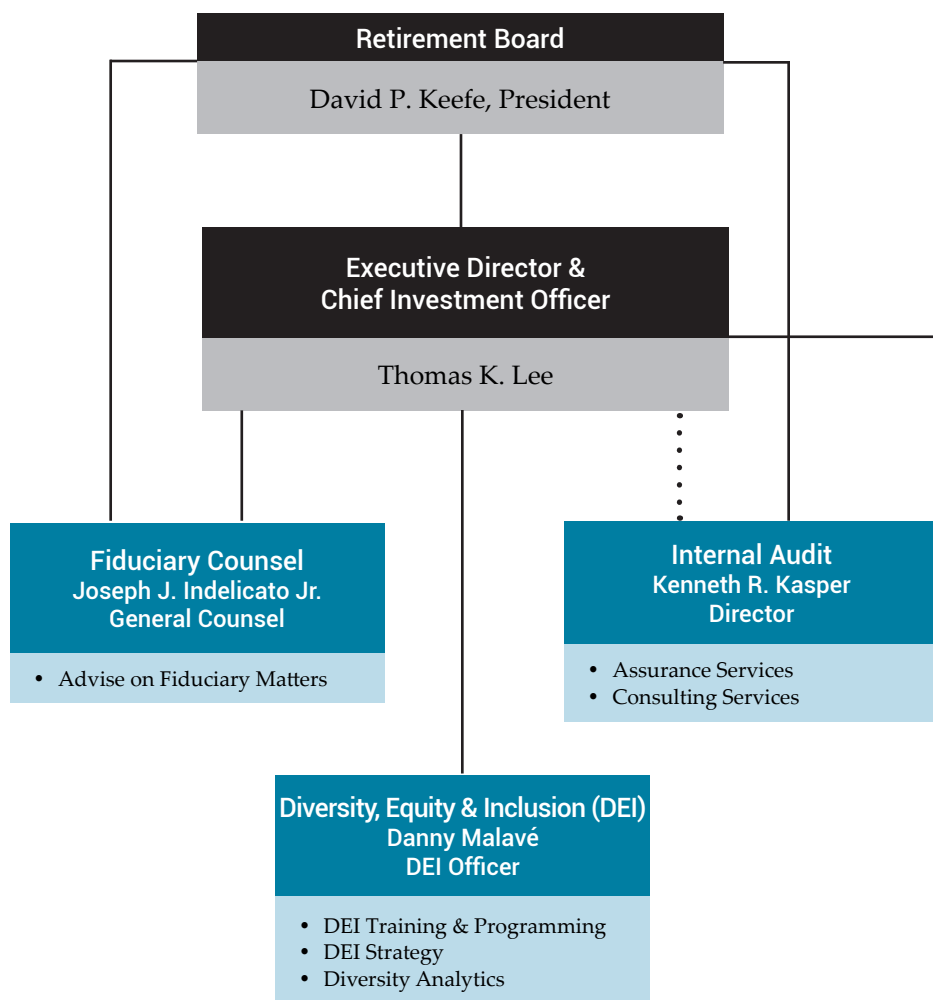 Retirement Board
David P. Keefe, President
Executive Director &
Chief Investment Officer
Thomas K. Lee
Fiduciary Counsel
Joseph J. Indelicato Jr.
General Counsel
• Advise on Fiduciary Matters
Internal Audit
Kenneth R. Kasper
Director
• Assurance Services
• Consulting Services
Diversity, Equity & Inclusion (DEI)
Danny Malavé
DEI Officer
• DEI Training & Programming
• DEI Strategy
• Diversity Analytics